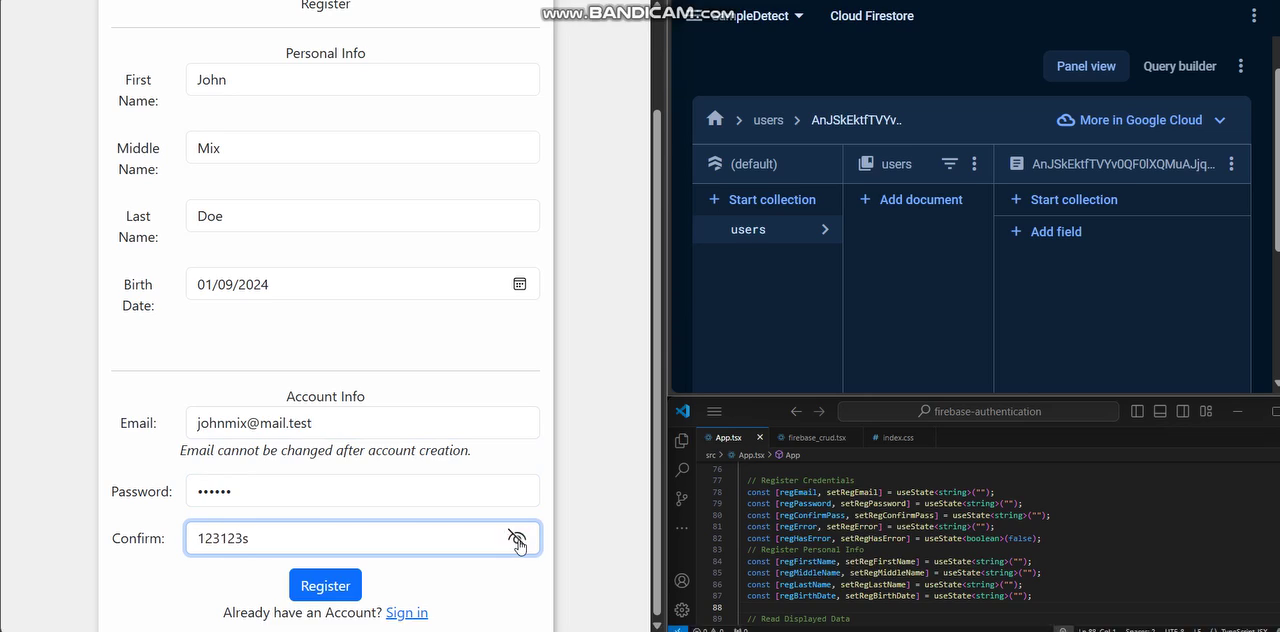 Register
www.BANDICAM.com
Personal Info
First Name:
John
Middle Name:
Mix
Last Name:
Doe
Birth Date:
01/09/2024
Account Info
Email:
johnmix@mail.test
Email cannot be changed after account creation.
Password:
••••••
Confirm:
123123s
Register
Already have an Account? Sign in
Cloud Firestore
Panel view
Query builder
users
AnJSkEktfTVYv..
More in Google Cloud
(default)
users
AnJSkEktfTVYv0QF0lXQMuAJjq...
Start collection
Add document
Start collection
users
Add field
firebase-authentication
App.tsx
firebase_crud.tsx
index.css
src > App.tsx > App
76
77 // Register Credentials
78 const [regEmail, setRegEmail] = useState<string>("");
79 const [regPassword, setRegPassword] = useState<string>("");
80 const [regConfirmPass, setRegConfirmPass] = useState<string>("");
81 const [regError, setRegError] = useState<string>("");
82 const [regHasError, setRegHasError] = useState<boolean>(false);
83 // Register Personal Info
84 const [regFirstName, setRegFirstName] = useState<string>("");
85 const [regMiddleName, setRegMiddleName] = useState<string>("");
86 const [regLastName, setRegLastName] = useState<string>("");
87 const [regBirthDate, setRegBirthDate] = useState<string>("");
88
89 // Read Displayed Data